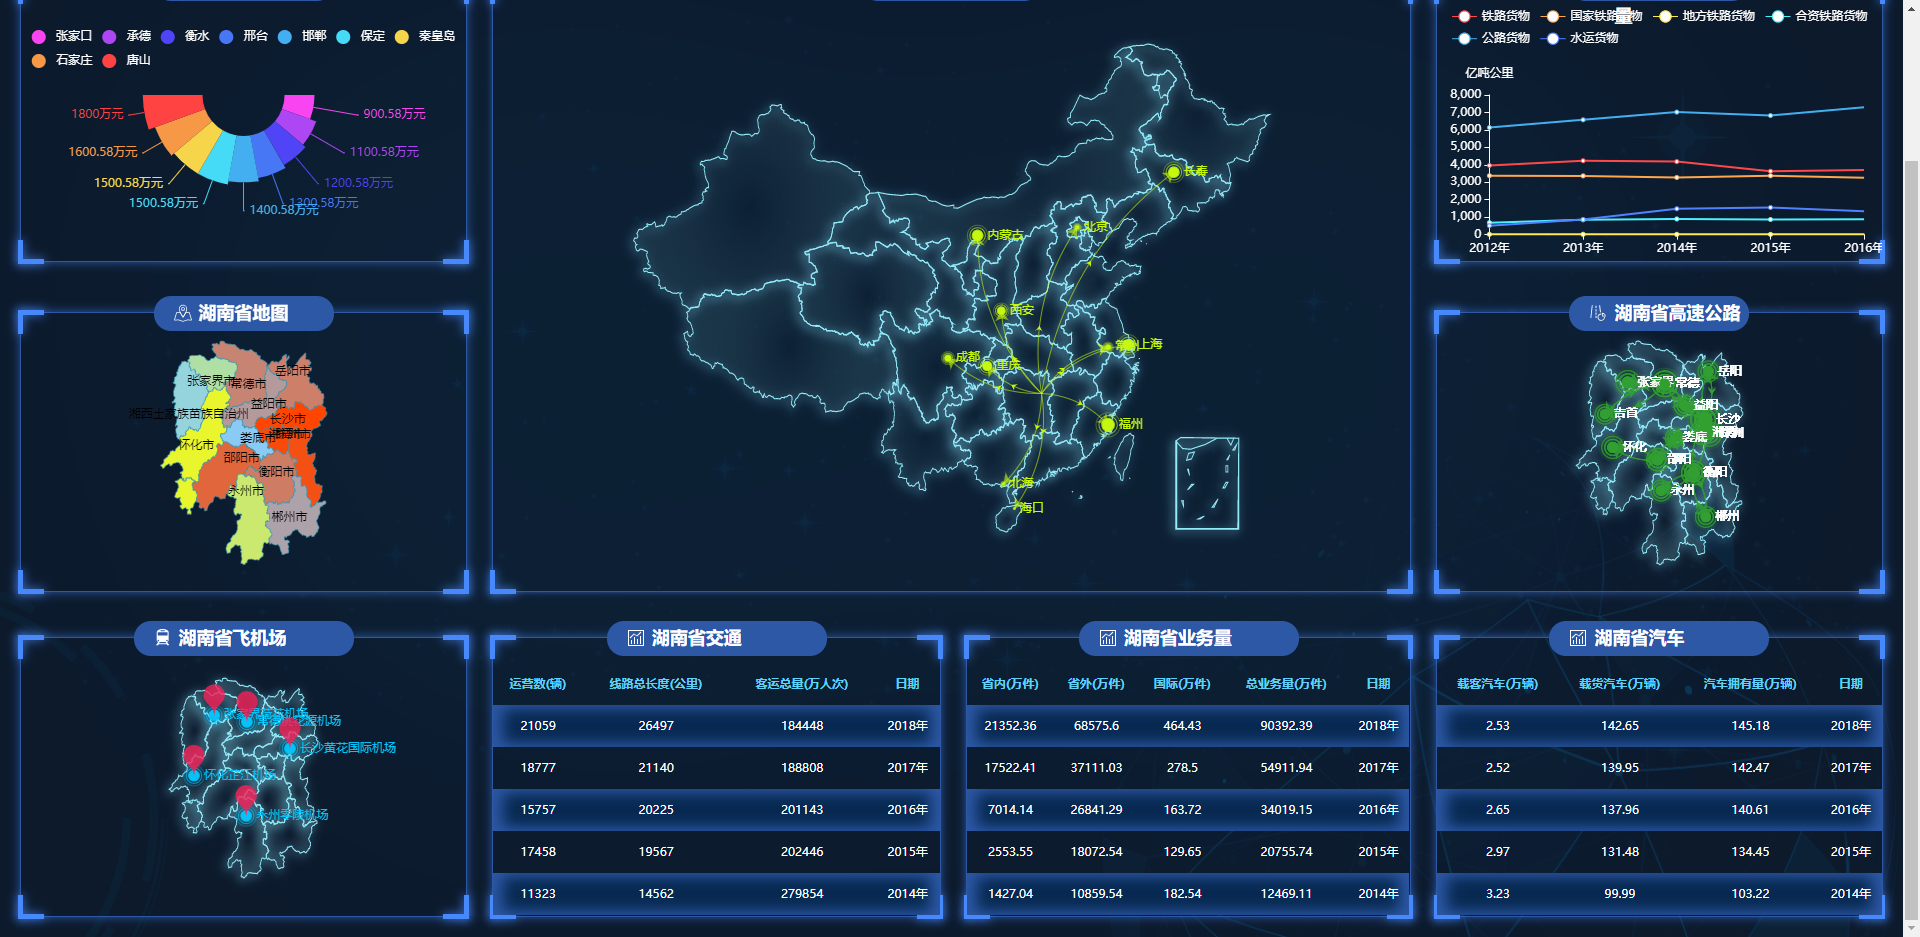 张家口 承德 衡水 邢台 邯郸 保定 秦皇岛
石家庄 唐山
1800万元
1600.58万元
1500.58万元
1500.58万元
1400.58万元
1300.58万元
1200.58万元
1100.58万元
900.58万元
长春
北京
内蒙古
西安
成都
重庆
常州
上海
福州
北海
海口
铁路货物 国家铁路货物 地方铁路货物 合资铁路货物
公路货物 水运货物
亿吨公里
8,000
7,000
6,000
5,000
4,000
3,000
2,000
1,000
0
2012年 2013年 2014年 2015年 2016年
湖南省地图
岳阳市
张家界市
常德市
益阳市
湘西土家族苗族自治州
长沙市
娄底市
怀化市
邵阳市
衡阳市
永州市
郴州市
湖南省高速公路
岳阳
张家界
常德
益阳
吉首
长沙
娄底
怀化
邵阳
永州
郴州
湖南省飞机场
长沙黄花国际机场
怀化芷江机场
永州零陵机场
湖南省交通
运营数(辆) 线路总长度(公里) 客运总量(万人次) 日期
21059 26497 184448 2018年
18777 21140 188808 2017年
15757 20225 201143 2016年
17458 19567 202446 2015年
11323 14562 279854 2014年
湖南省业务量
省内(万件) 省外(万件) 国际(万件) 总业务量(万件) 日期
21352.36 68575.6 464.43 90392.39 2018年
17522.41 37111.03 278.5 54911.94 2017年
7014.14 26841.29 163.72 34019.15 2016年
2553.55 18072.54 129.65 20755.74 2015年
1427.04 10859.54 182.54 12469.11 2014年
湖南省汽车
载客汽车(万辆) 载货汽车(万辆) 汽车拥有量(万辆) 日期
2.53 142.65 145.18 2018年
2.52 139.95 142.47 2017年
2.65 137.96 140.61 2016年
2.97 131.48 134.45 2015年
3.23 99.99 103.22 2014年